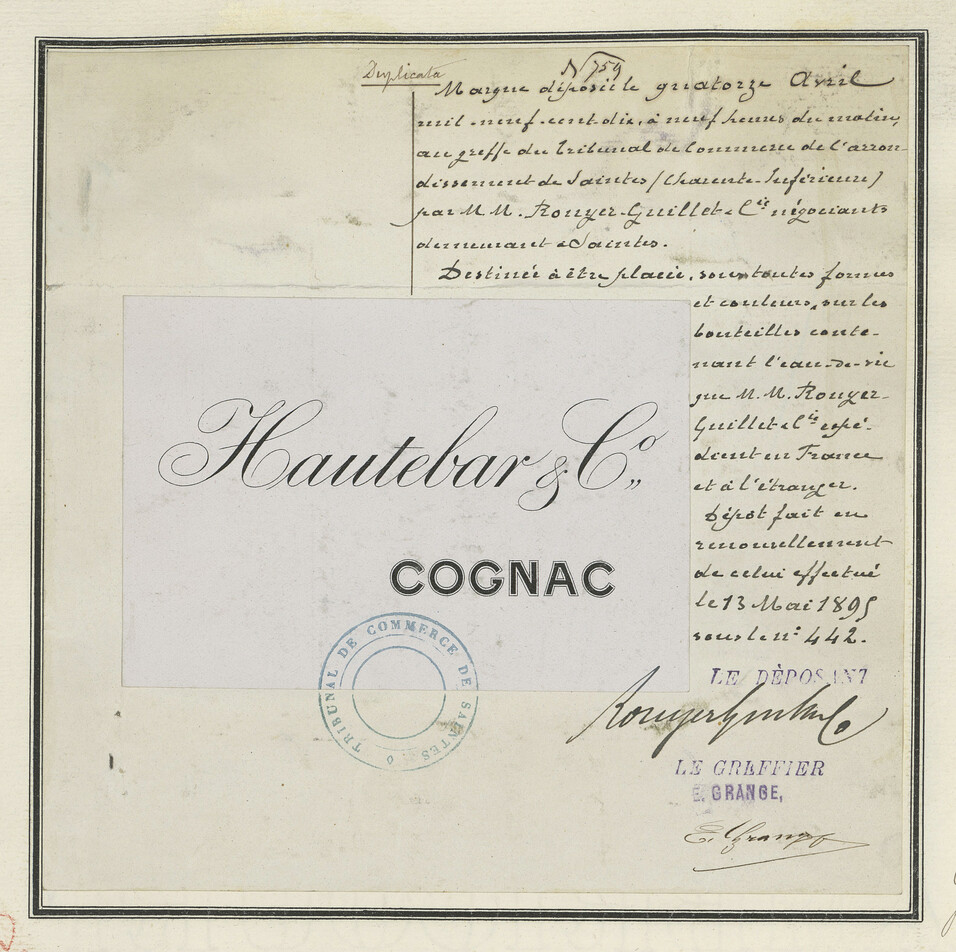 Duplicata
N 759
Marque déposée le quatorze Avril
mil-neuf-cent-dix, à neuf heures du matin,
au greffe du Tribunal de Commerce de l'arron-
dissement de Saintes (Charente-Inférieure)
par M.M. Rouyer-Guillet & Cie négociants
demeurant à Saintes.
Destinée à être placée, sous toutes formes
et couleurs, sur les
bouteilles conte-
nant l'eau-de-vie
que M.M. Rouyer-
Guillet & Cie expé-
dient en France
et à l'étranger.
Dépôt fait en
renouvellement
de celui effectué
le 13 Mai 1895
sous le n° 442.
Hautebar & Co
COGNAC
TRIBUNAL DE COMMERCE DE SAINTES
LE DÈPOSANT
Rouyer Guillet & Co
LE GREFFIER
E. GRANGE,
E. Grange